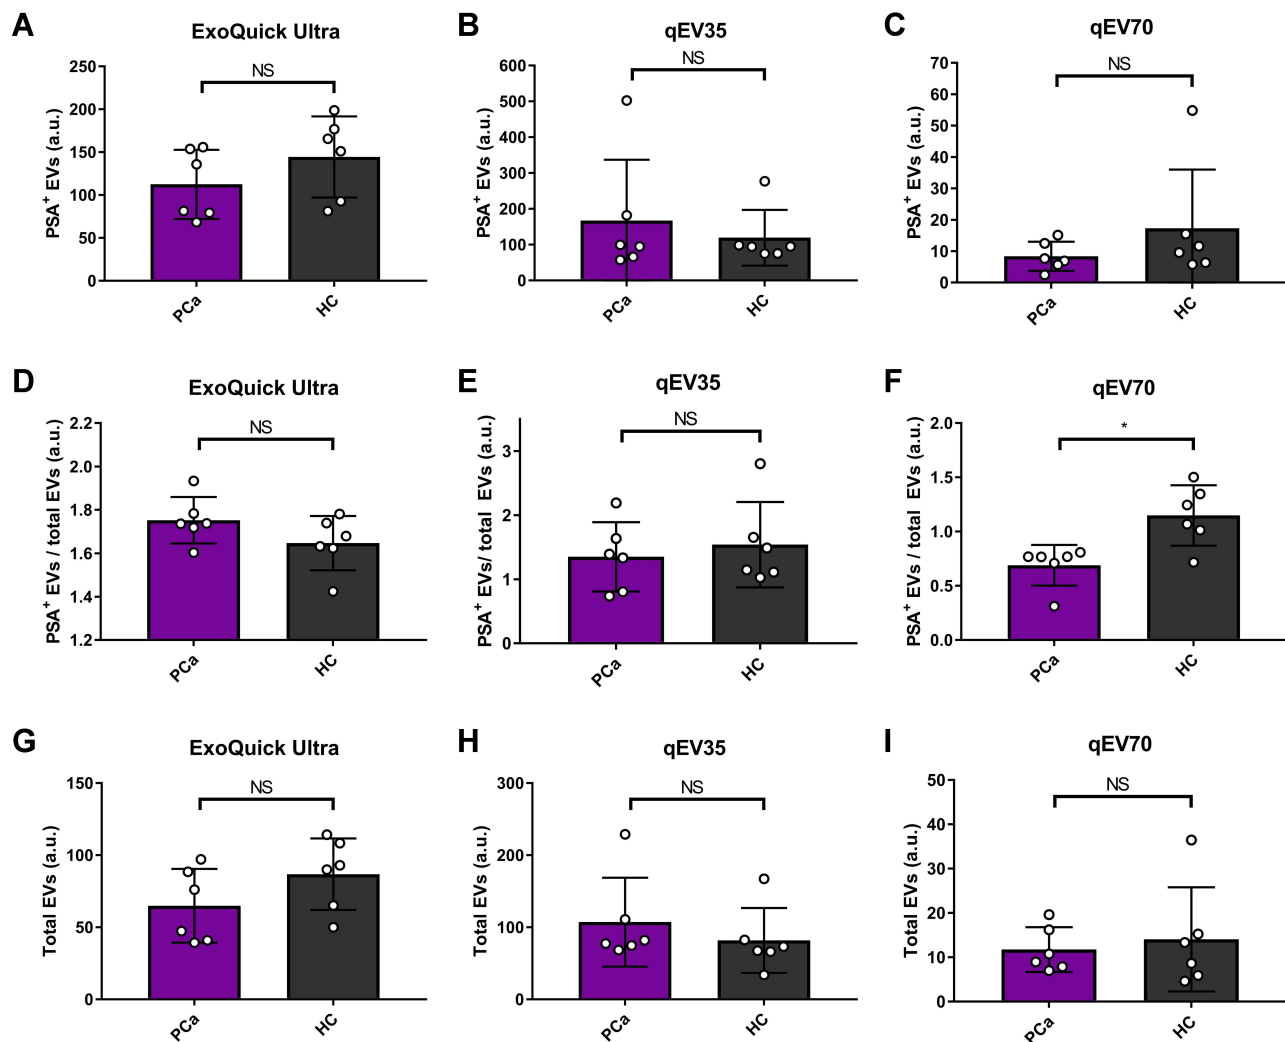 A
ExoQuick Ultra
PSA+ EVs (a.u.)
250
200
150
100
50
0
NS
PCa
HC
B
qEV35
PSA+ EVs (a.u.)
600
500
400
300
200
100
0
NS
PCa
HC
C
qEV70
PSA+ EVs (a.u.)
70
60
50
40
30
20
10
0
NS
PCa
HC
D
ExoQuick Ultra
PSA+ EVs / total EVs (a.u.)
2.2
2.0
1.8
1.6
1.4
1.2
NS
PCa
HC
E
qEV35
PSA+ EVs/ total EVs (a.u.)
3
2
1
0
NS
PCa
HC
F
qEV70
PSA+ EVs / total EVs (a.u.)
2.0
1.5
1.0
0.5
0.0
*
PCa
HC
G
ExoQuick Ultra
Total EVs (a.u.)
150
100
50
0
NS
PCa
HC
H
qEV35
Total EVs (a.u.)
300
200
100
0
NS
PCa
HC
I
qEV70
Total EVs (a.u.)
50
40
30
20
10
0
NS
PCa
HC